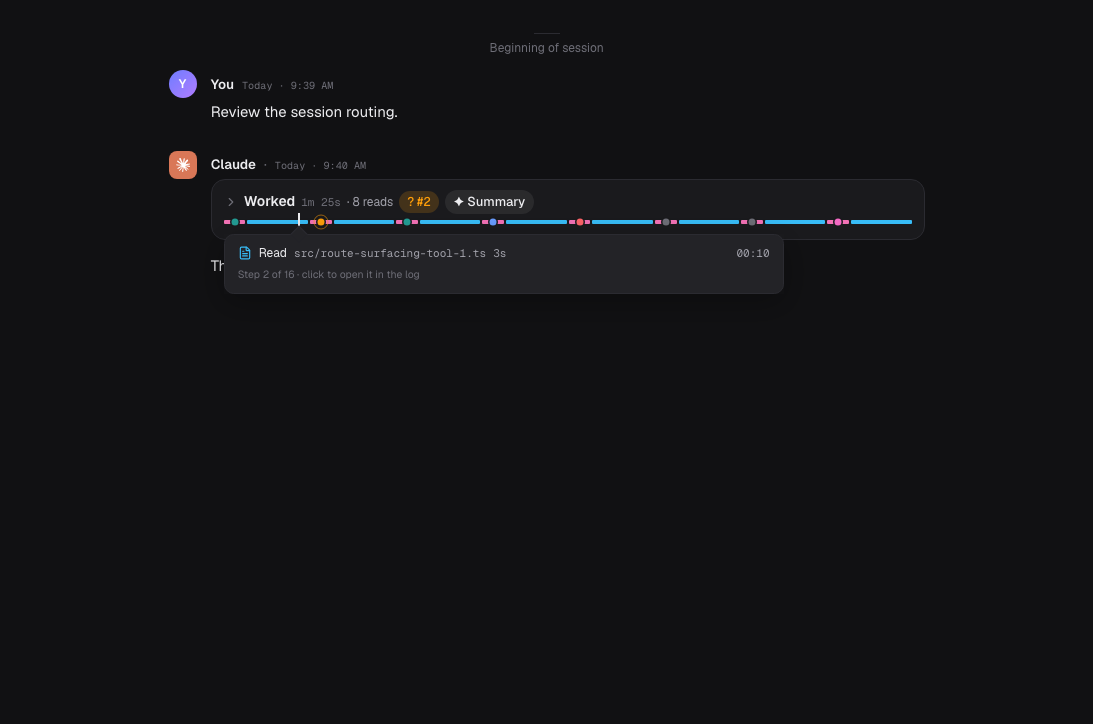 Beginning of session
Y
You Today · 9:39 AM
Review the session routing.
Claude · Today · 9:40 AM
Worked 1m 25s · 8 reads ? #2 Summary
Read src/route-surfacing-tool-1.ts 3s 00:10
Step 2 of 16 · click to open it in the log